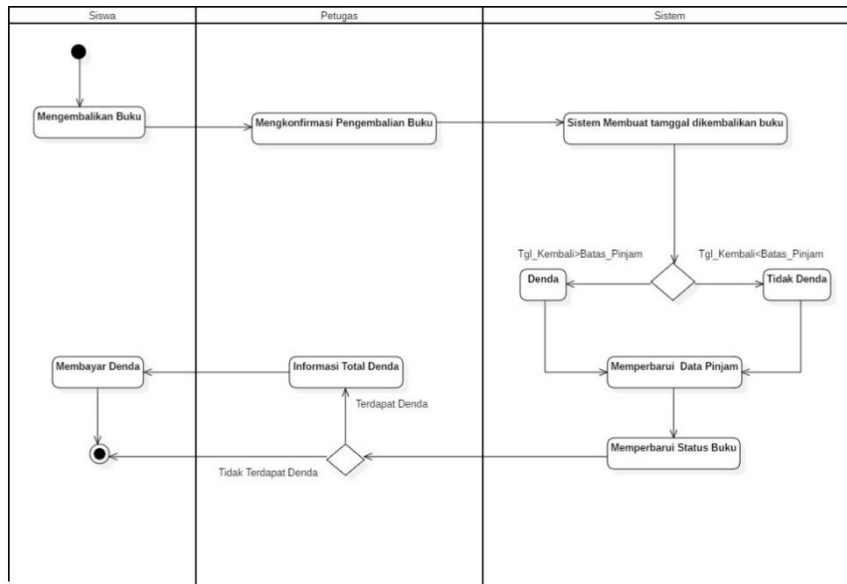 Siswa
Petugas
Sistem
Mengembalikan Buku
Mengkonfirmasi Pengembalian Buku
Sistem Membuat tamggal dikembalikan buku
Tgl_Kembali>Batas_Pinjam
Tgl_Kembali<Batas_Pinjam
Denda
Tidak Denda
Membayar Denda
Informasi Total Denda
Memperbarui Data Pinjam
Terdapat Denda
Memperbarui Status Buku
Tidak Terdapat Denda